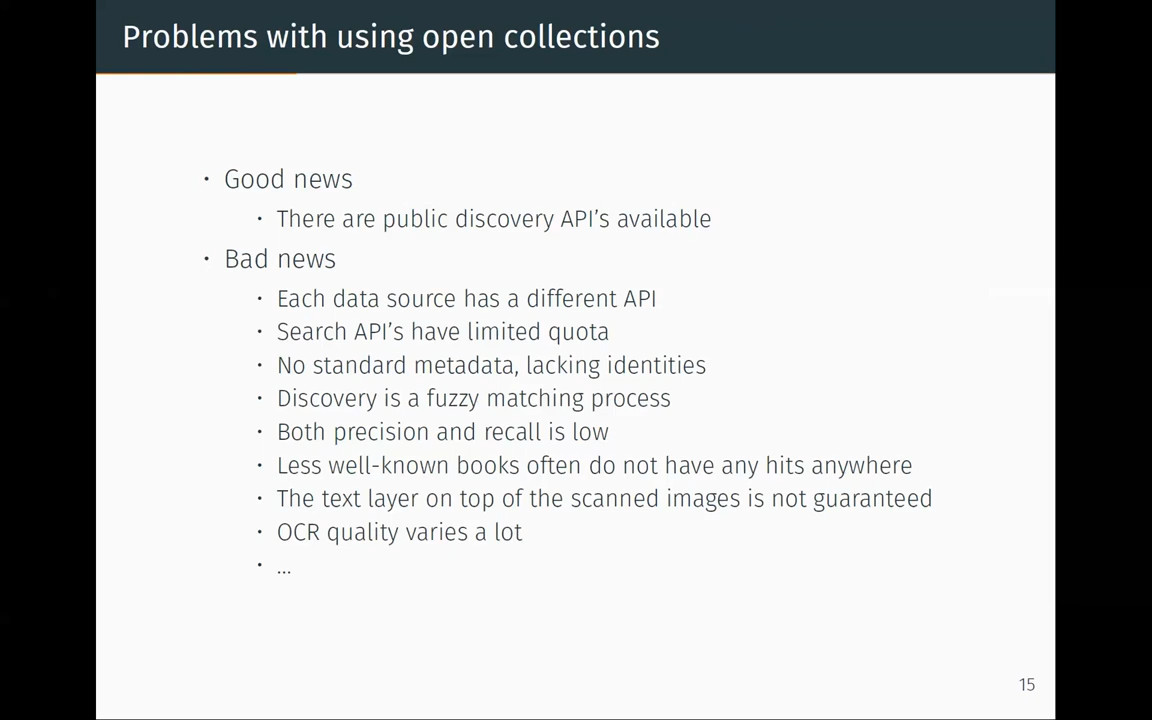 Problems with using open collections
· Good news
· There are public discovery API's available
· Bad news
· Each data source has a different API
· Search API's have limited quota
· No standard metadata, lacking identities
· Discovery is a fuzzy matching process
· Both precision and recall is low
· Less well-known books often do not have any hits anywhere
· The text layer on top of the scanned images is not guaranteed
· OCR quality varies a lot
· ...
15